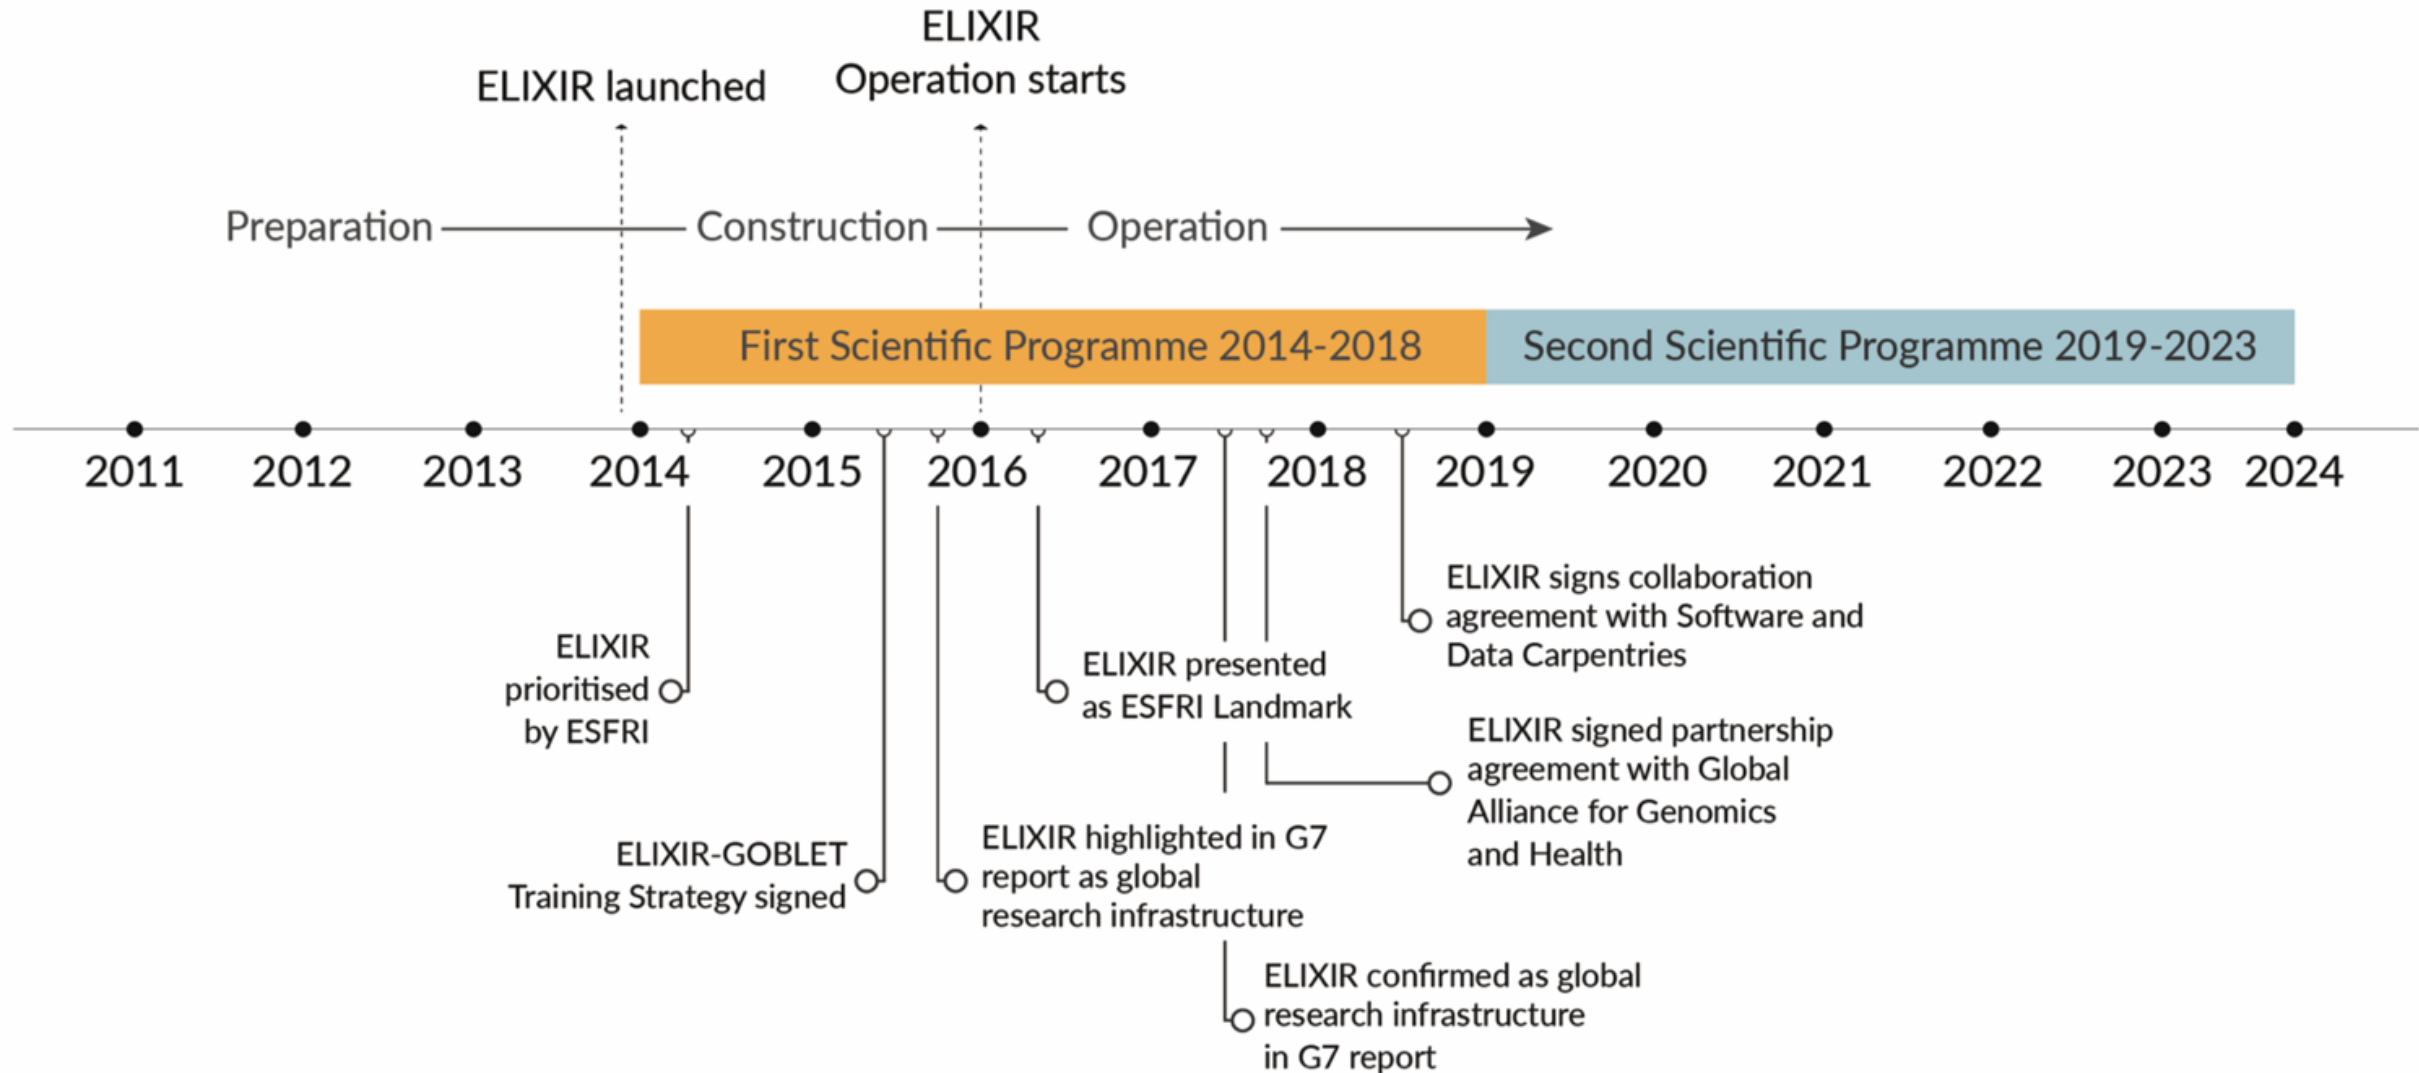 ELIXIR
Operation starts
ELIXIR launched
Preparation
Construction
Operation
First Scientific Programme 2014-2018
Second Scientific Programme 2019-2023
2011
2012
2013
2014
2015
2016
2017
2018
2019
2020
2021
2022
2023
2024
ELIXIR
prioritised
by ESFRI
ELIXIR-GOBLET
Training Strategy signed
ELIXIR highlighted in G7
report as global
research infrastructure
ELIXIR presented
as ESFRI Landmark
ELIXIR confirmed as global
research infrastructure
in G7 report
ELIXIR signed partnership
agreement with Global
Alliance for Genomics
and Health
ELIXIR signs collaboration
agreement with Software and
Data Carpentries